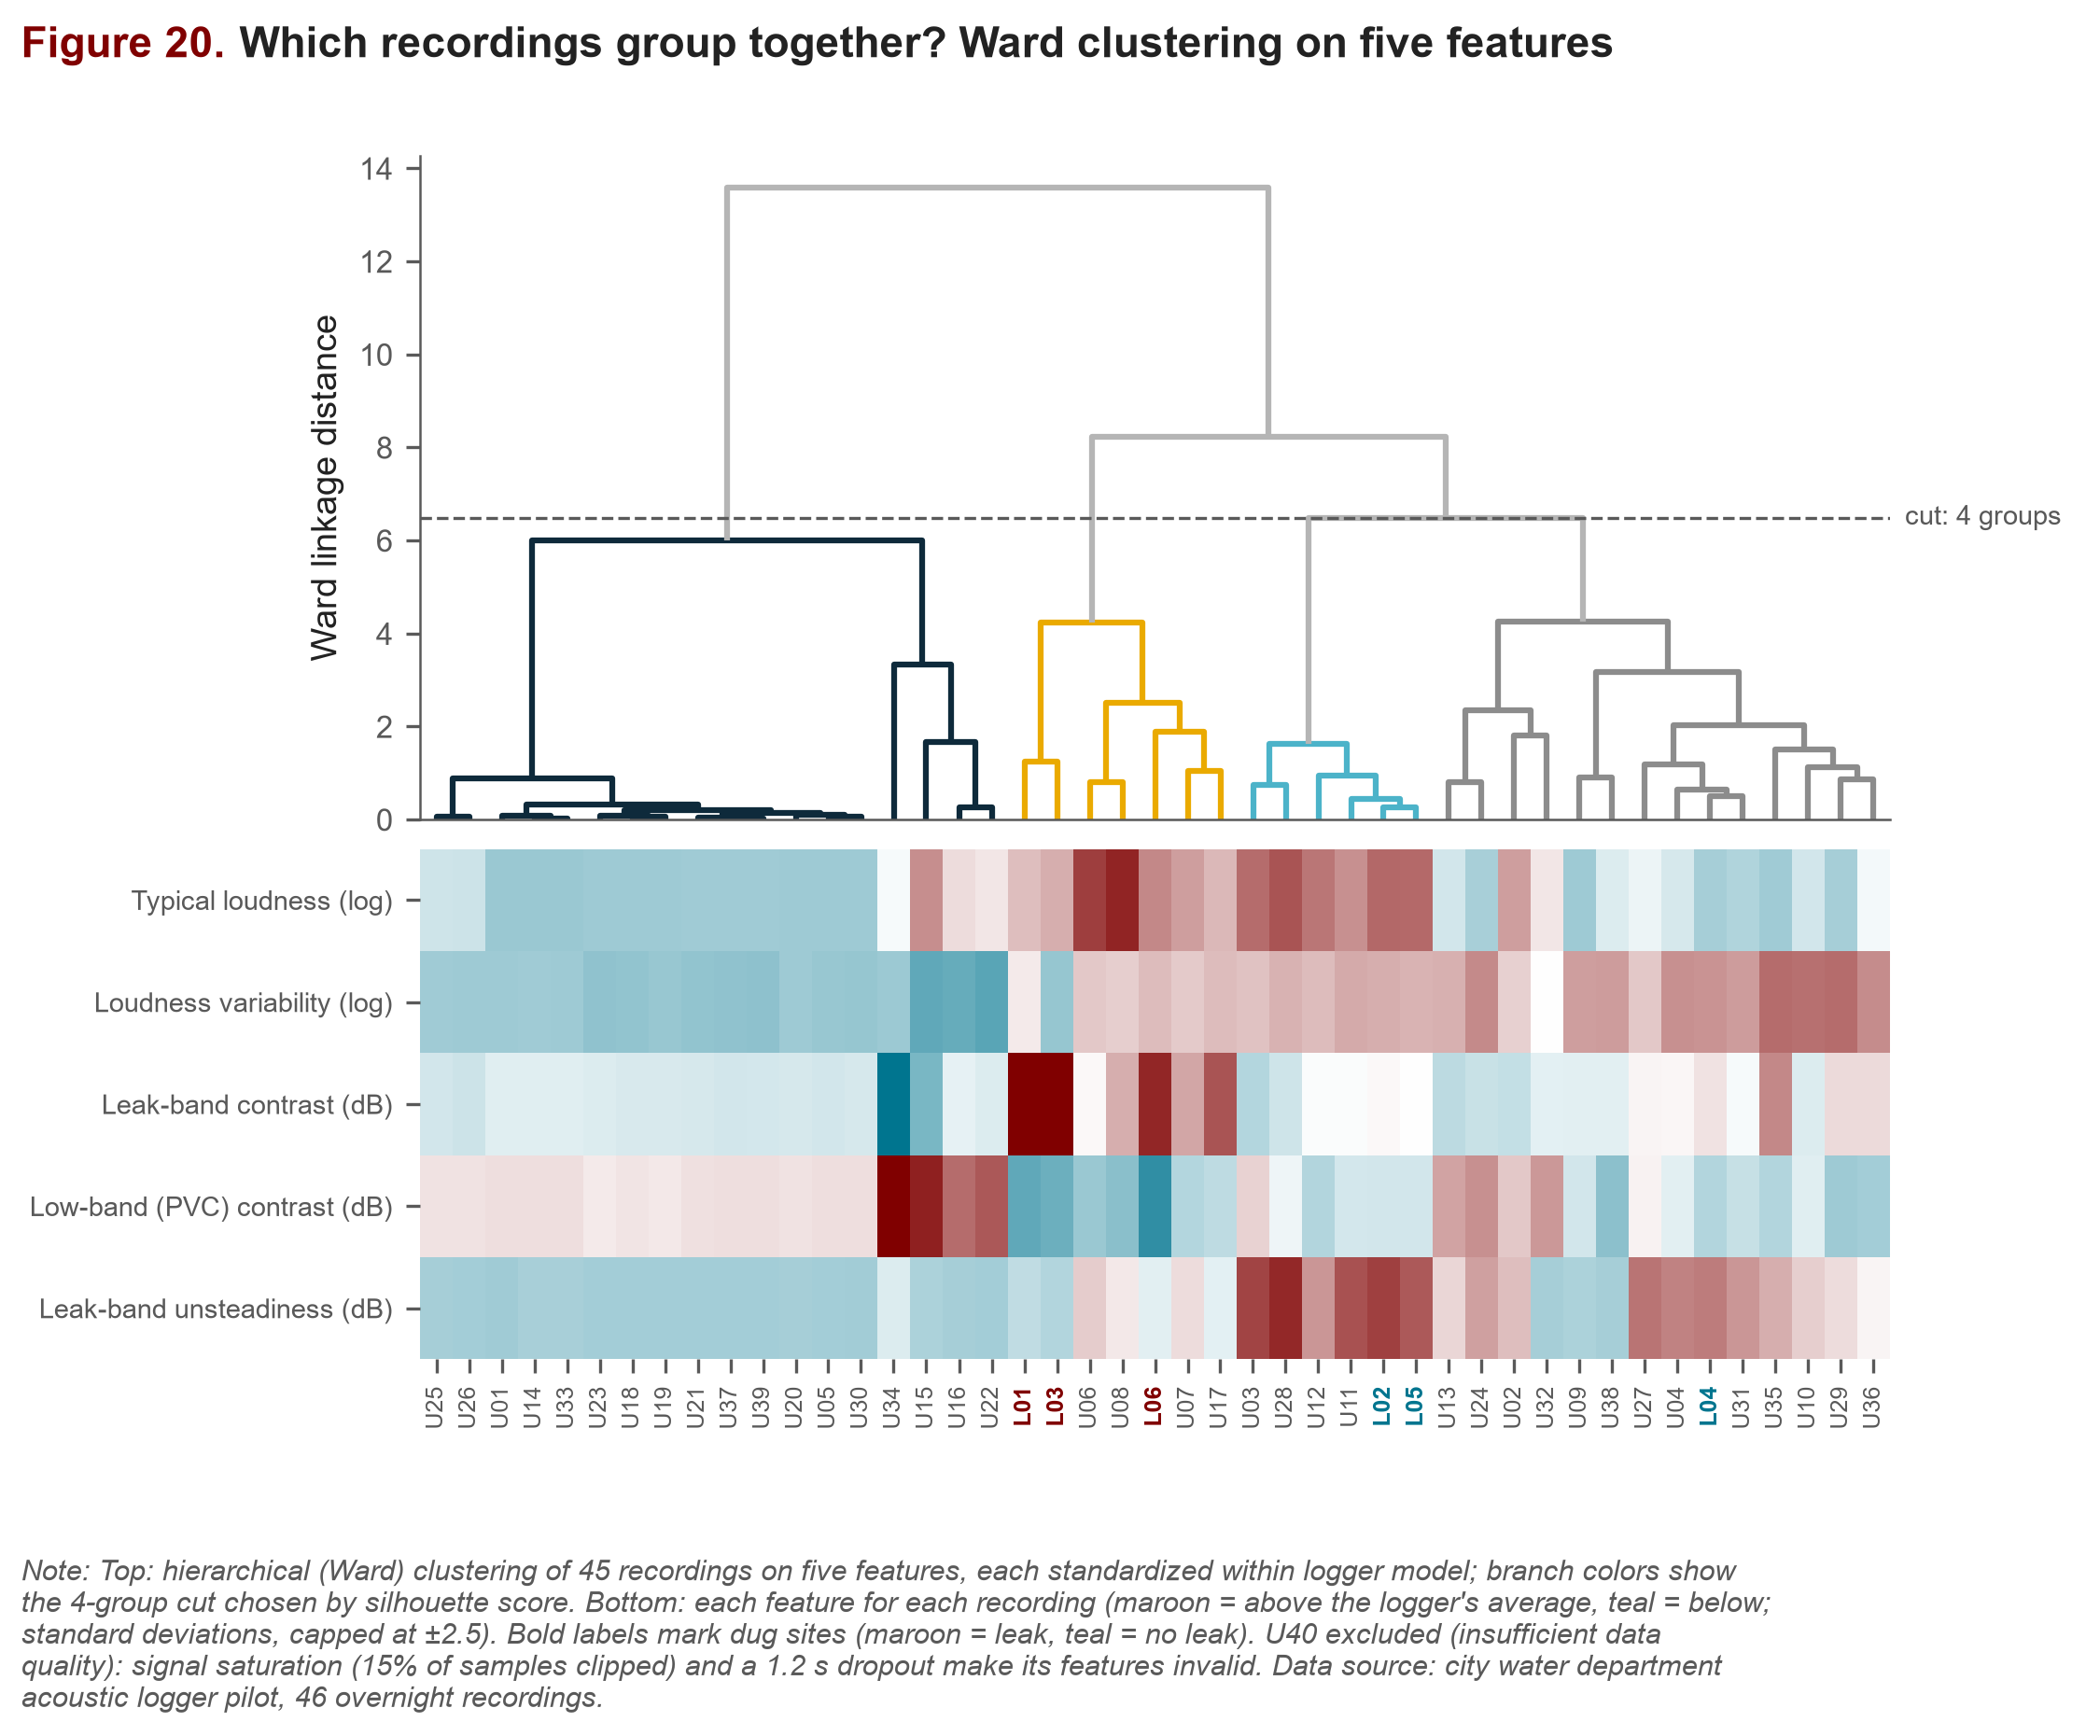 Figure 20. Which recordings group together? Ward clustering on five features
Ward linkage distance
14
12
10
8
6
4
2
0
cut: 4 groups
Typical loudness (log)
Loudness variability (log)
Leak-band contrast (dB)
Low-band (PVC) contrast (dB)
Leak-band unsteadiness (dB)
U25
U26
U01
U14
U33
U23
U18
U19
U21
U37
U39
U20
U05
U30
U34
U15
U16
U22
L01
L03
U06
U08
L06
U07
U17
U03
U28
U12
U11
L02
L05
U13
U24
U02
U32
U09
U38
U27
U04
L04
U31
U35
U10
U29
U36
Note: Top: hierarchical (Ward) clustering of 45 recordings on five features, each standardized within logger model; branch colors show
the 4-group cut chosen by silhouette score. Bottom: each feature for each recording (maroon = above the logger's average, teal = below;
standard deviations, capped at ±2.5). Bold labels mark dug sites (maroon = leak, teal = no leak). U40 excluded (insufficient data
quality): signal saturation (15% of samples clipped) and a 1.2 s dropout make its features invalid. Data source: city water department
acoustic logger pilot, 46 overnight recordings.